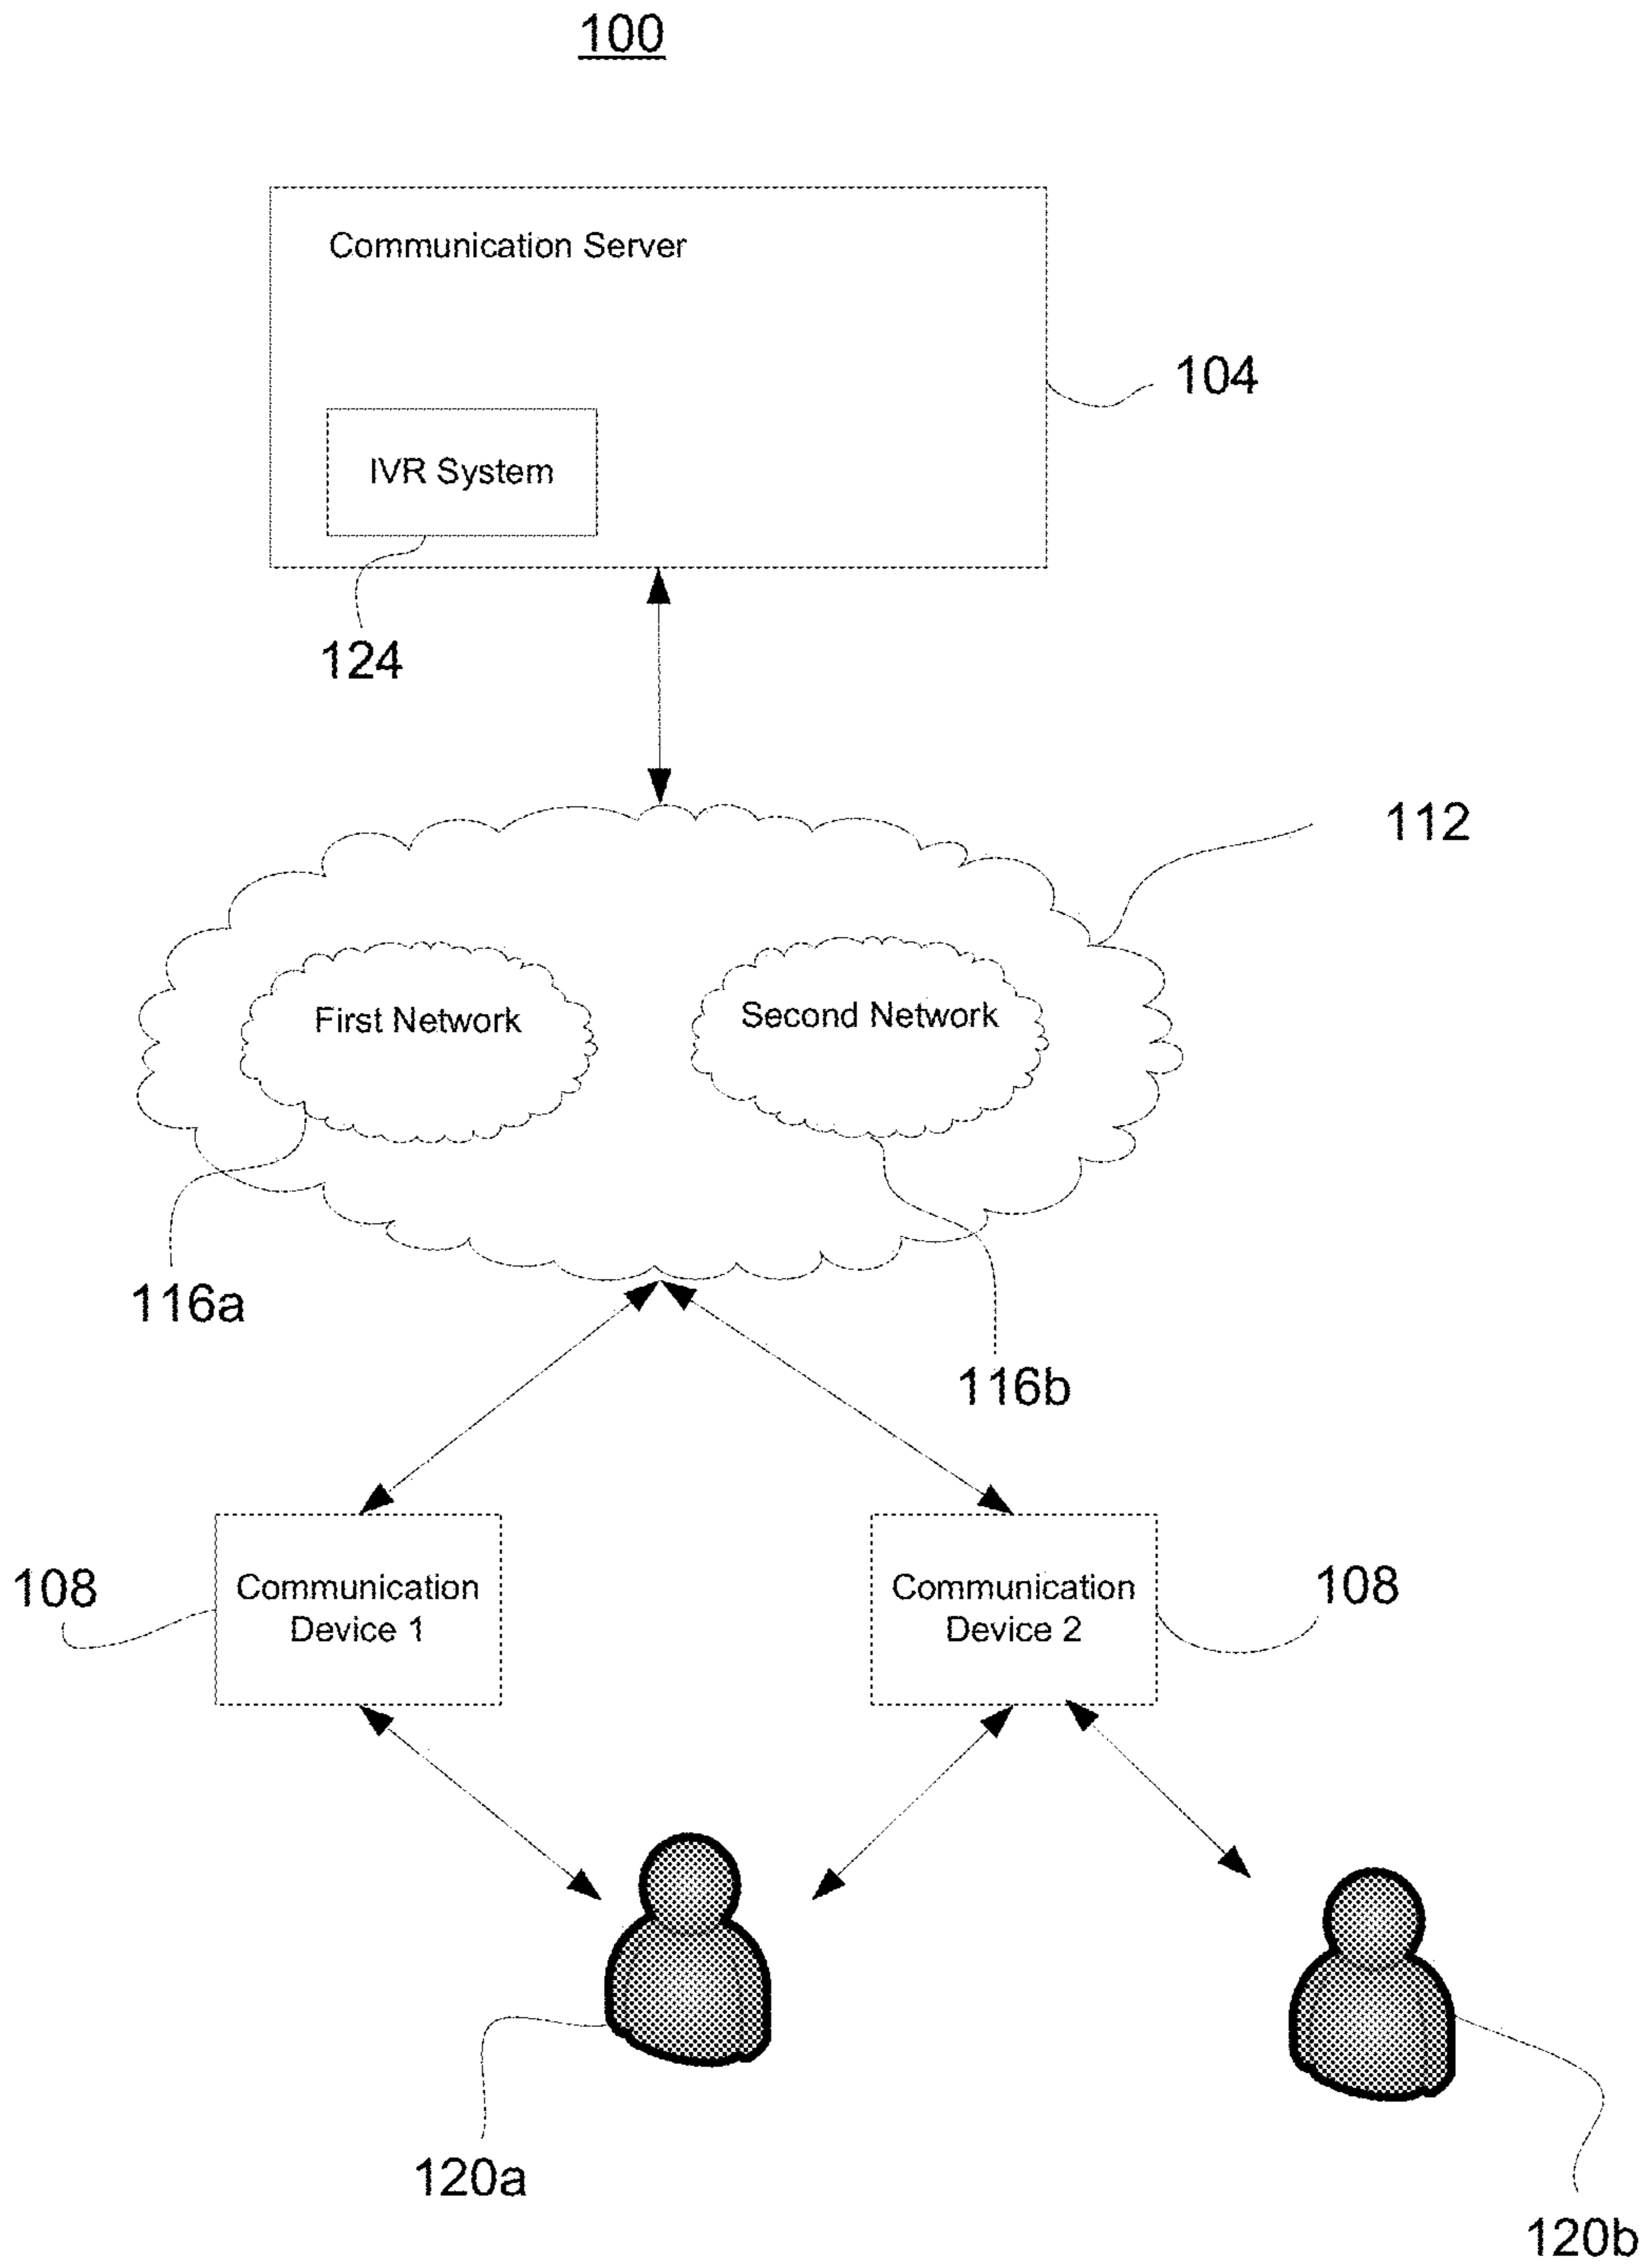 100
Communication Server
104
IVR System
124
112
First Network
Second Network
116a
116b
108
Communication
Device 1
Communication
Device 2
108
120a
120b